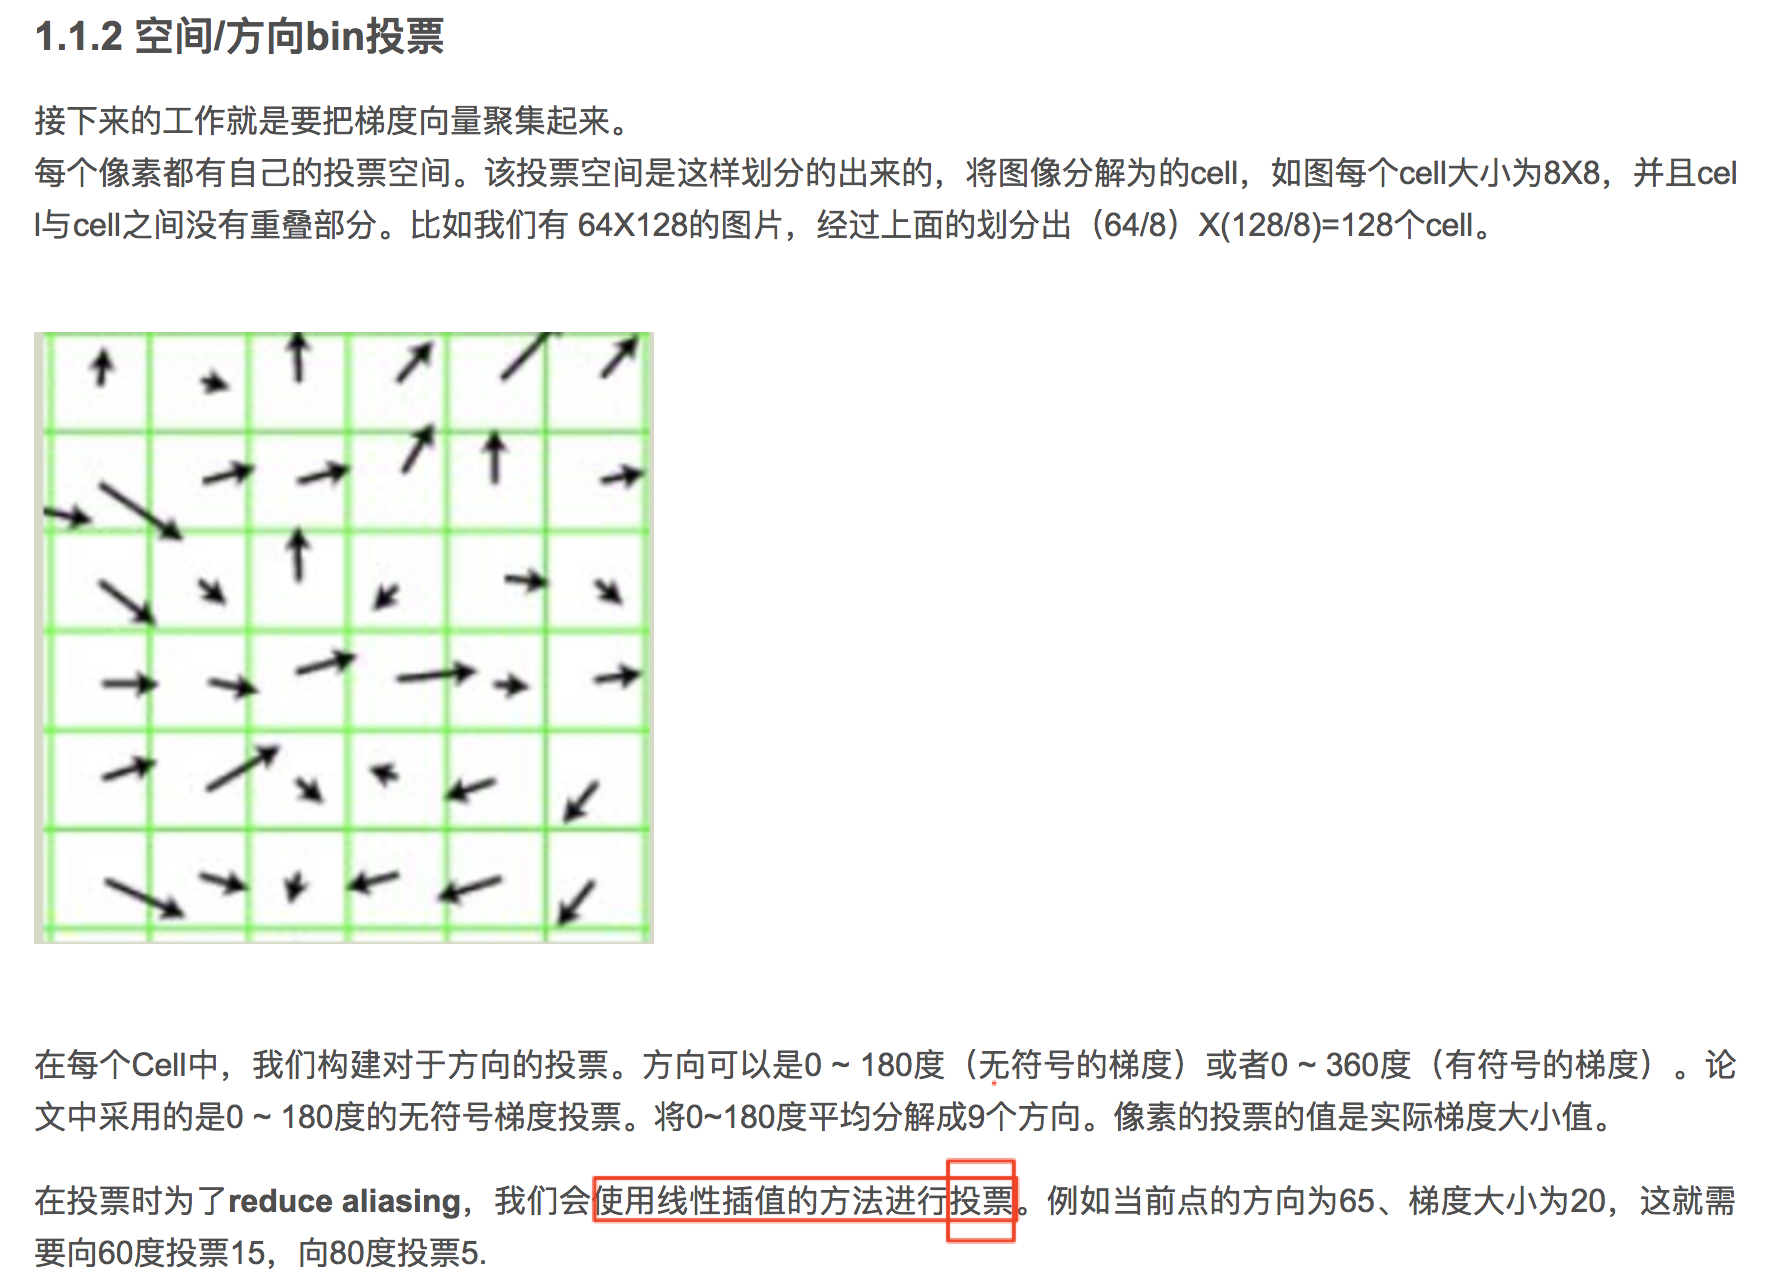 1.1.2 空间/方向bin投票
接下来的工作就是要把梯度向量聚集起来。
每个像素都有自己的投票空间。该投票空间是这样划分的出来的，将图像分解为的cell，如图每个cell大小为8X8，并且cel
l与cell之间没有重叠部分。比如我们有 64X128的图片，经过上面的划分出（64/8）X(128/8)=128个cell。
在每个Cell中，我们构建对于方向的投票。方向可以是0 ~ 180度（无符号的梯度）或者0 ~ 360度（有符号的梯度）。论
文中采用的是0 ~ 180度的无符号梯度投票。将0~180度平均分解成9个方向。像素的投票的值是实际梯度大小值。
在投票时为了reduce aliasing，我们会使用线性插值的方法进行投票。例如当前点的方向为65、梯度大小为20，这就需
要向60度投票15，向80度投票5.